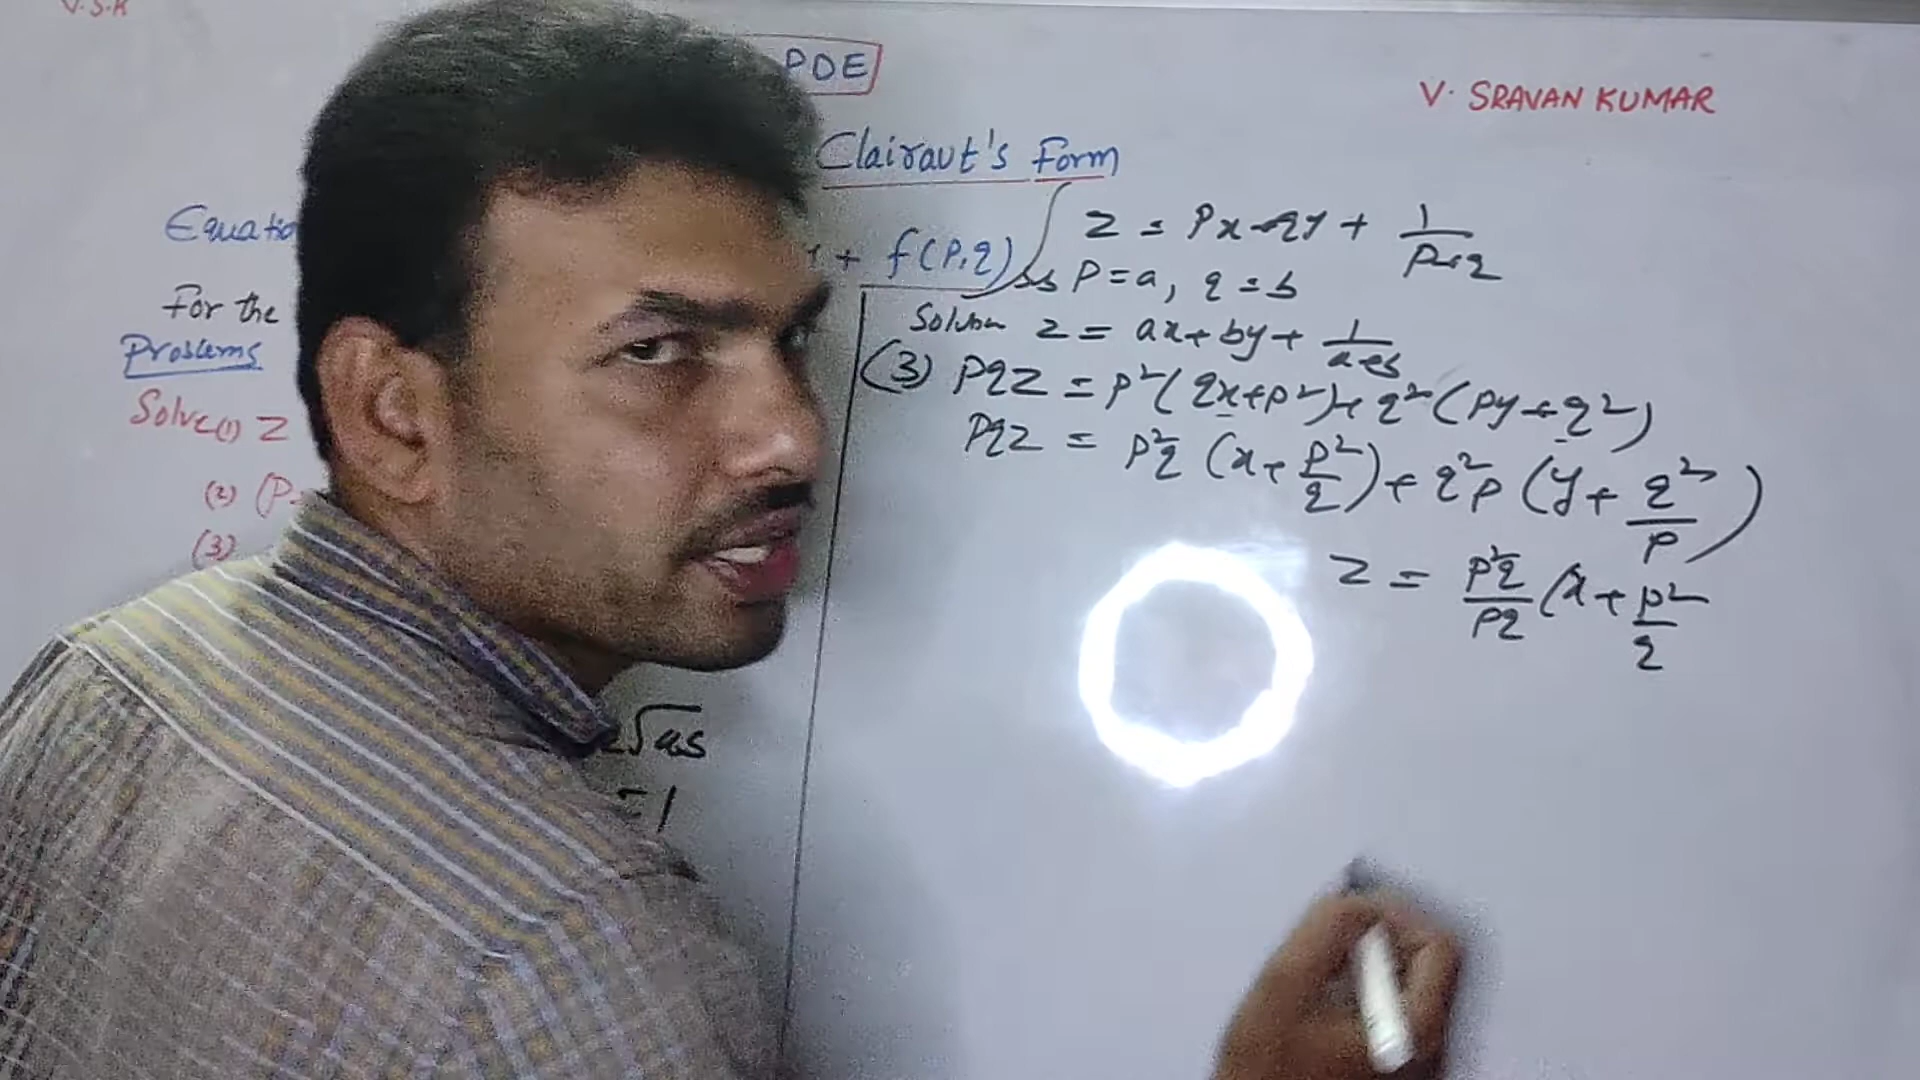 V.S.K
PDE
V. SRAVAN KUMAR
Clairaut's Form
Equatio
+ f(p,q)
For the
Problems
Solve (1) Z
(2) (P-
(3)
√ab
= 1
Z = Px + qy + 1/(P+q)
P = a, q = b
Solution z = ax + by + 1/(a+b)
(3) Pqz = p²(qx+p²) + q²(py+q²)
Pqz = p²q (x + p²/q) + q²p (y + q²/p)
z = p²q/pq (x + p²/q